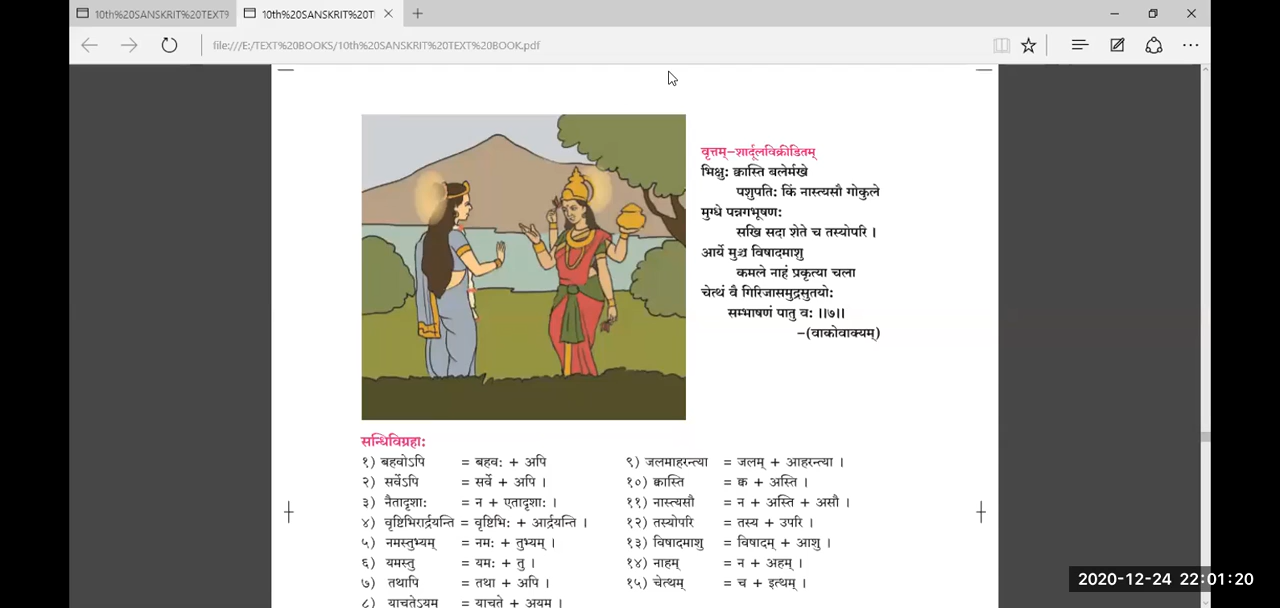 10th%20SANSKRIT%20TEXT9
10th%20SANSKRIT%20TI
file:///E:/TEXT%20BOOKS/10th%20SANSKRIT%20TEXT%20BOOK.pdf
वृत्तम्-शार्दूलविक्रीडितम्
भिक्षुः क्वास्ति बलेर्मखे
पशुपतिः किं नास्त्यसौ गोकुले
मुग्धे पन्नगभूषणः
सखि सदा शेते च तस्योपरि ।
आर्ये मुञ्च विषादमाशु
कमले नाहं प्रकृत्या चला
चेत्थं वै गिरिजासमुद्रसुतयोः
सम्भाषणं पातु वः ।।७।।
-(वाकोवाक्यम्)
सन्धिविग्रहाः
१) बहवोऽपि = बहवः + अपि
२) सर्वेऽपि = सर्वे + अपि ।
३) नैतादृशाः = न + एतादृशाः ।
४) वृष्टिभिरार्द्रयन्ति = वृष्टिभिः + आर्द्रयन्ति ।
५) नमस्तुभ्यम् = नमः + तुभ्यम् ।
६) यमस्तु = यमः + तु ।
७) तथापि = तथा + अपि ।
८) याचतेऽयम् = याचते + अयम् ।
९) जलमाहरन्त्या = जलम् + आहरन्त्या ।
१०) क्वास्ति = क्व + अस्ति ।
११) नास्त्यसौ = न + अस्ति + असौ ।
१२) तस्योपरि = तस्य + उपरि ।
१३) विषादमाशु = विषादम् + आशु ।
१४) नाहम् = न + अहम् ।
१५) चेत्थम् = च + इत्थम् ।
2020-12-24 22:01:20